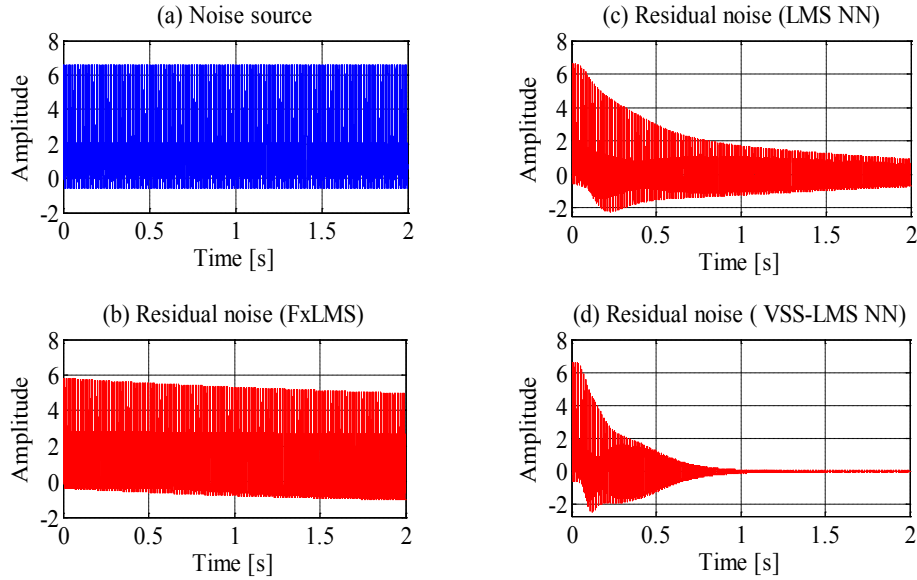 (a) Noise source
8
6
4
2
0
-2
Amplitude
0 0.5 1 1.5 2
Time [s]
(b) Residual noise (FxLMS)
8
6
4
2
0
-2
Amplitude
0 0.5 1 1.5 2
Time [s]
(c) Residual noise (LMS NN)
8
6
4
2
0
-2
Amplitude
0 0.5 1 1.5 2
Time [s]
(d) Residual noise ( VSS-LMS NN)
8
6
4
2
0
-2
Amplitude
0 0.5 1 1.5 2
Time [s]